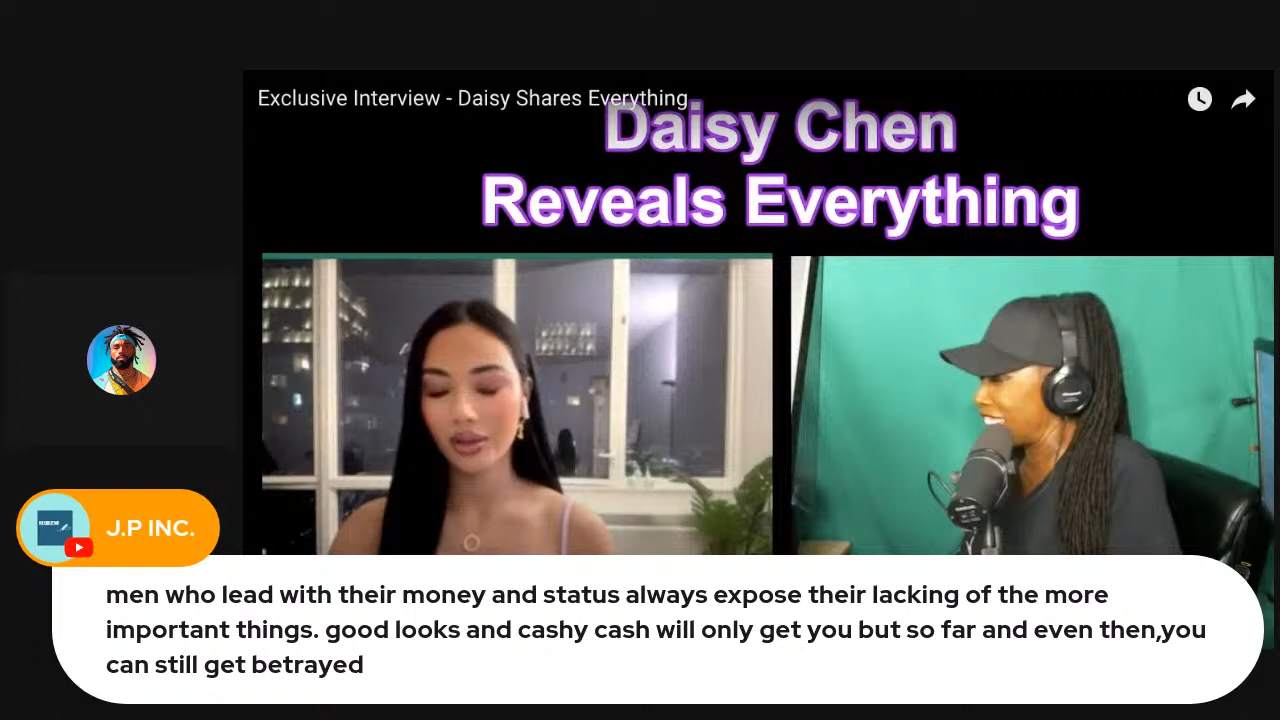 Exclusive Interview - Daisy Shares Everything
Daisy Chen
Reveals Everything
J.P INC.
men who lead with their money and status always expose their lacking of the more
important things. good looks and cashy cash will only get you but so far and even then,you
can still get betrayed